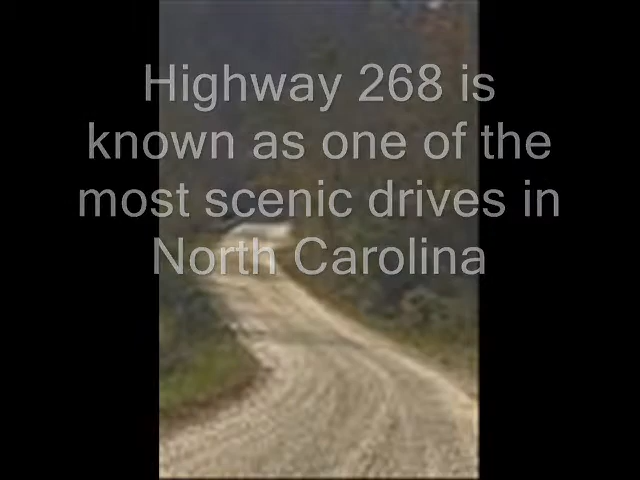 Highway 268 is
known as one of the
most scenic drives in
North Carolina